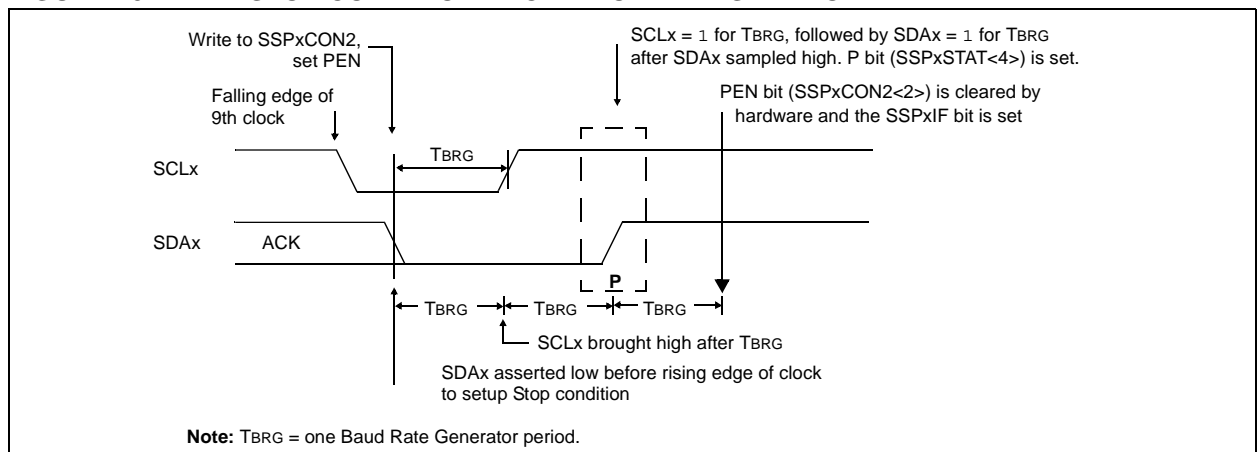 Write to SSPxCON2,
set PEN
SCLx = 1 for TBRG, followed by SDAx = 1 for TBRG
after SDAx sampled high. P bit (SSPxSTAT<4>) is set.
Falling edge of
9th clock
PEN bit (SSPxCON2<2>) is cleared by
hardware and the SSPxIF bit is set
TBRG
SCLx
SDAx
ACK
P
TBRG
TBRG
TBRG
SCLx brought high after TBRG
SDAx asserted low before rising edge of clock
to setup Stop condition
Note: TBRG = one Baud Rate Generator period.